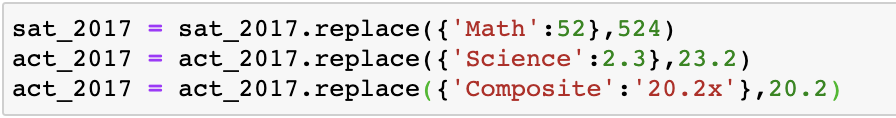 sat_2017 = sat_2017.replace({'Math':52},524)
act_2017 = act_2017.replace({'Science':2.3},23.2)
act_2017 = act_2017.replace({'Composite':'20.2x'},20.2)